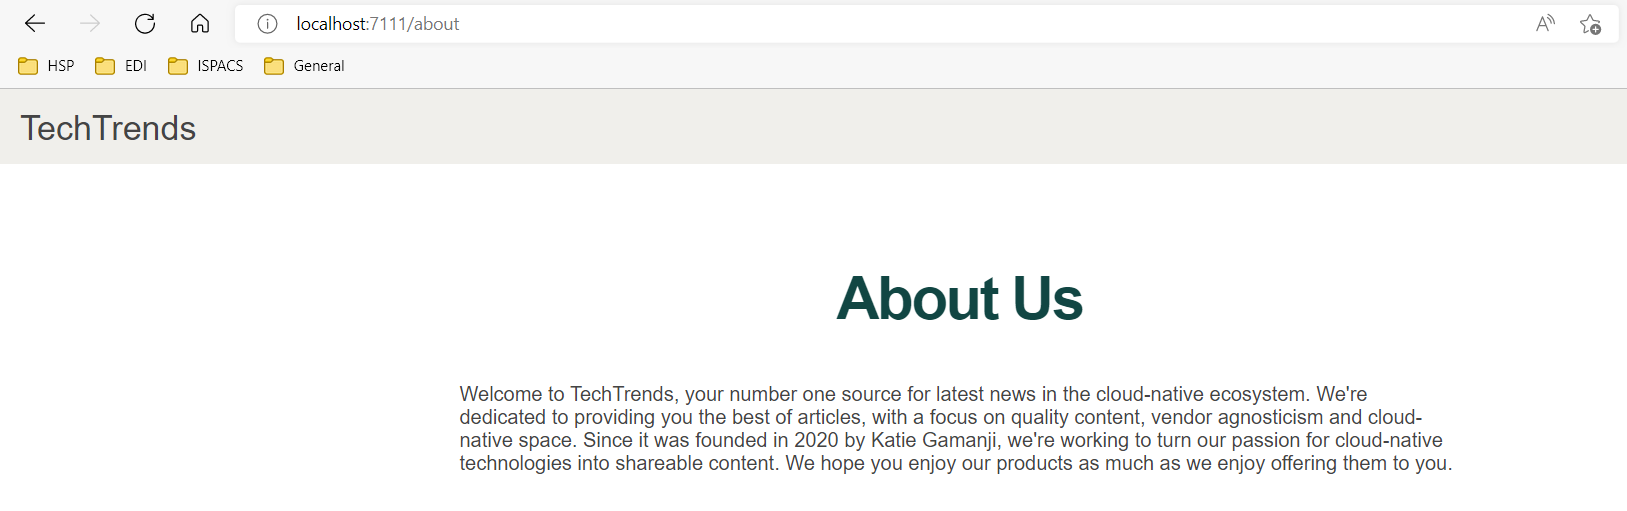 localhost:7111/about
HSP EDI ISPACS General
TechTrends
About Us
Welcome to TechTrends, your number one source for latest news in the cloud-native ecosystem. We're
dedicated to providing you the best of articles, with a focus on quality content, vendor agnosticism and cloud-
native space. Since it was founded in 2020 by Katie Gamanji, we're working to turn our passion for cloud-native
technologies into shareable content. We hope you enjoy our products as much as we enjoy offering them to you.